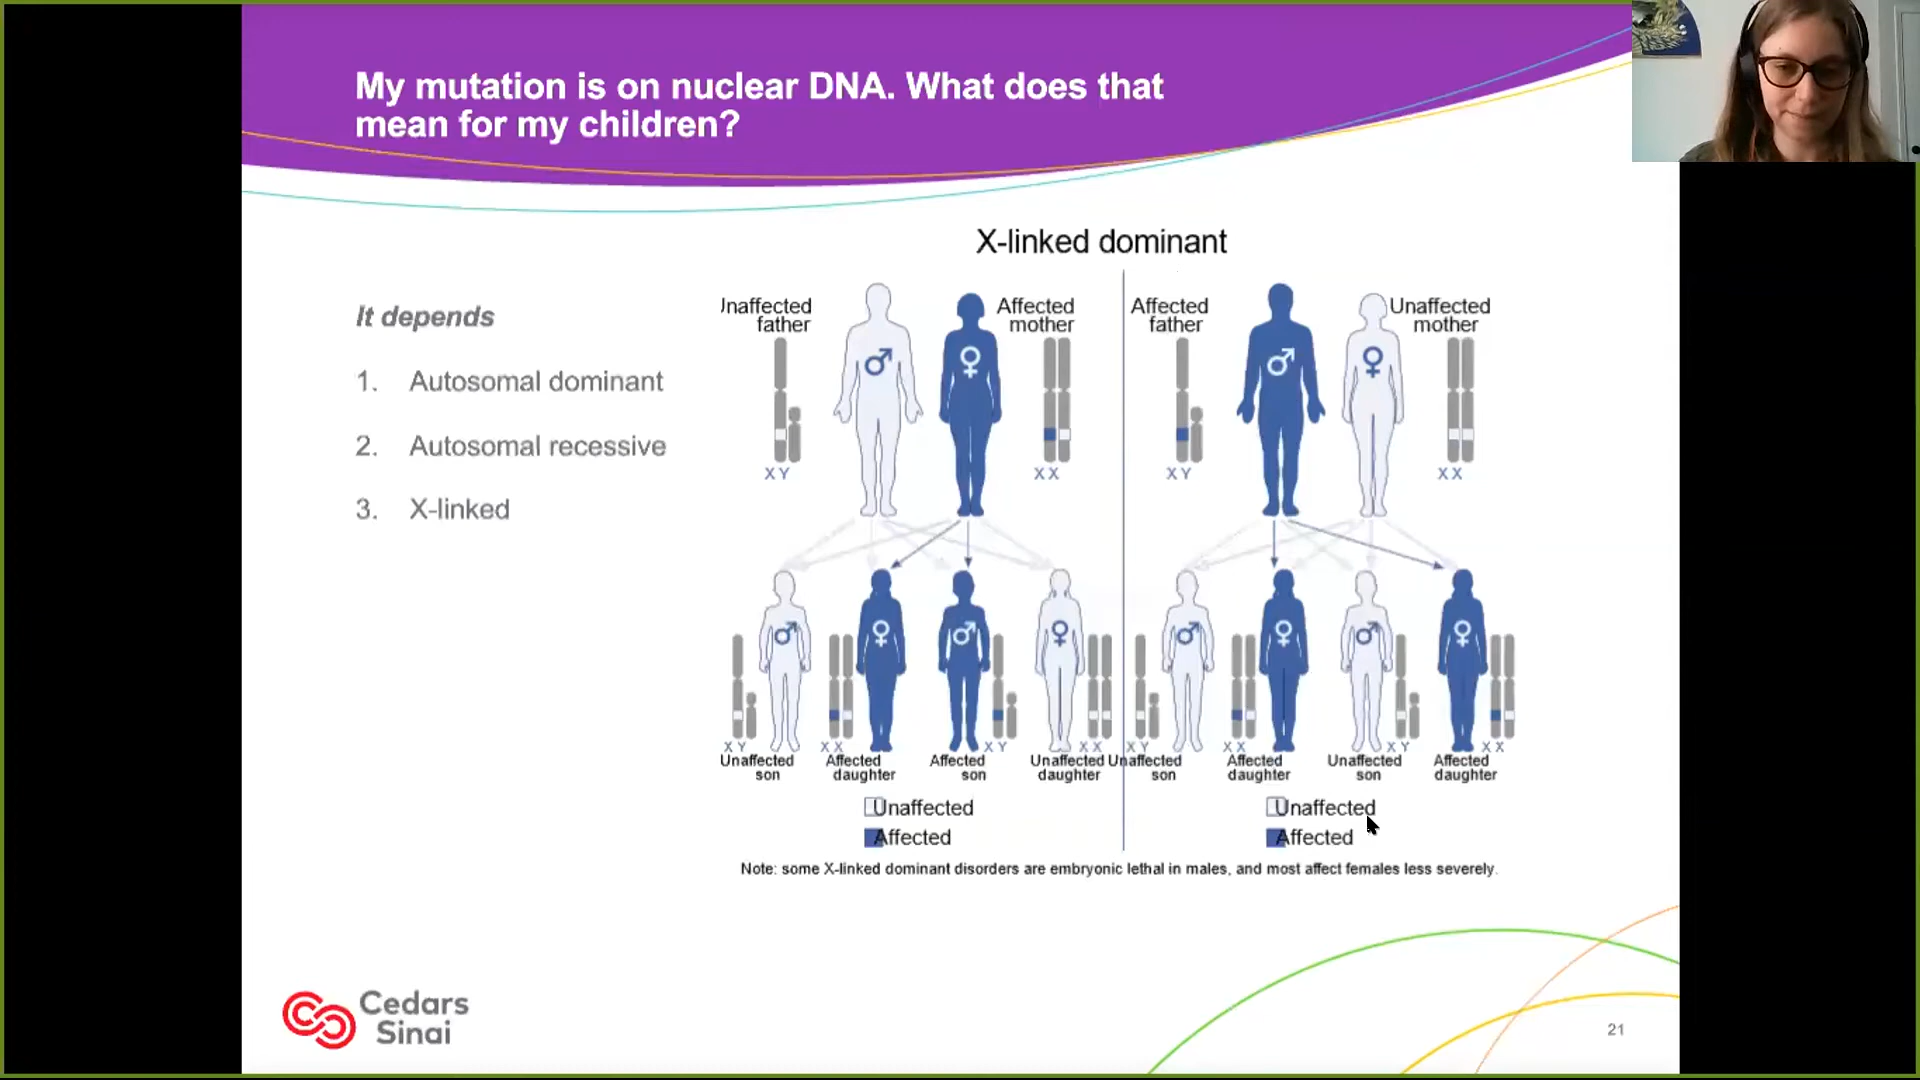 My mutation is on nuclear DNA. What does that
mean for my children?
It depends
1. Autosomal dominant
2. Autosomal recessive
3. X-linked
X-linked dominant
Unaffected
father
Affected
mother
Affected
father
Unaffected
mother
X Y
X X
X Y
X X
X Y
X X
X Y
X X
X Y
X X
X Y
X X
Unaffected
son
Affected
daughter
Affected
son
Unaffected
daughter
Unaffected
son
Affected
daughter
Unaffected
son
Affected
daughter
Unaffected
Affected
Unaffected
Affected
Note: some X-linked dominant disorders are embryonic lethal in males, and most affect females less severely.
Cedars
Sinai
21